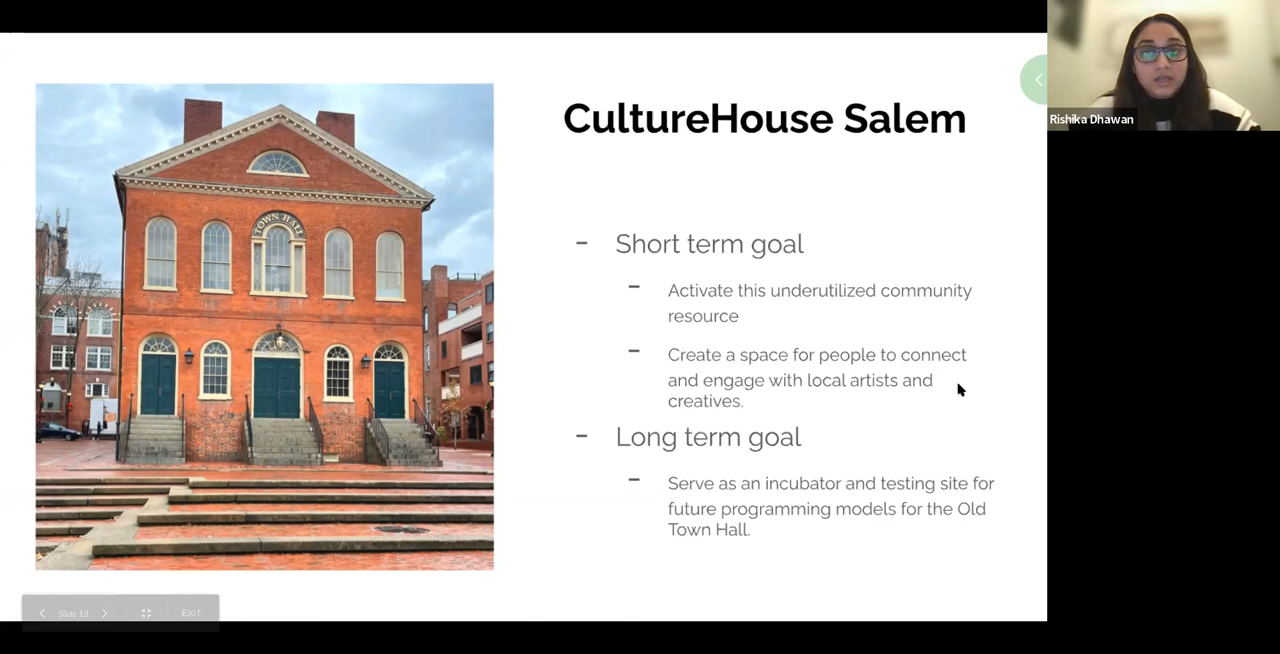 CultureHouse Salem
- Short term goal
- Activate this underutilized community
resource
- Create a space for people to connect
and engage with local artists and
creatives.
- Long term goal
- Serve as an incubator and testing site for
future programming models for the Old
Town Hall.
TOWN HALL
Rishika Dhawan
Slide 13
EXIT